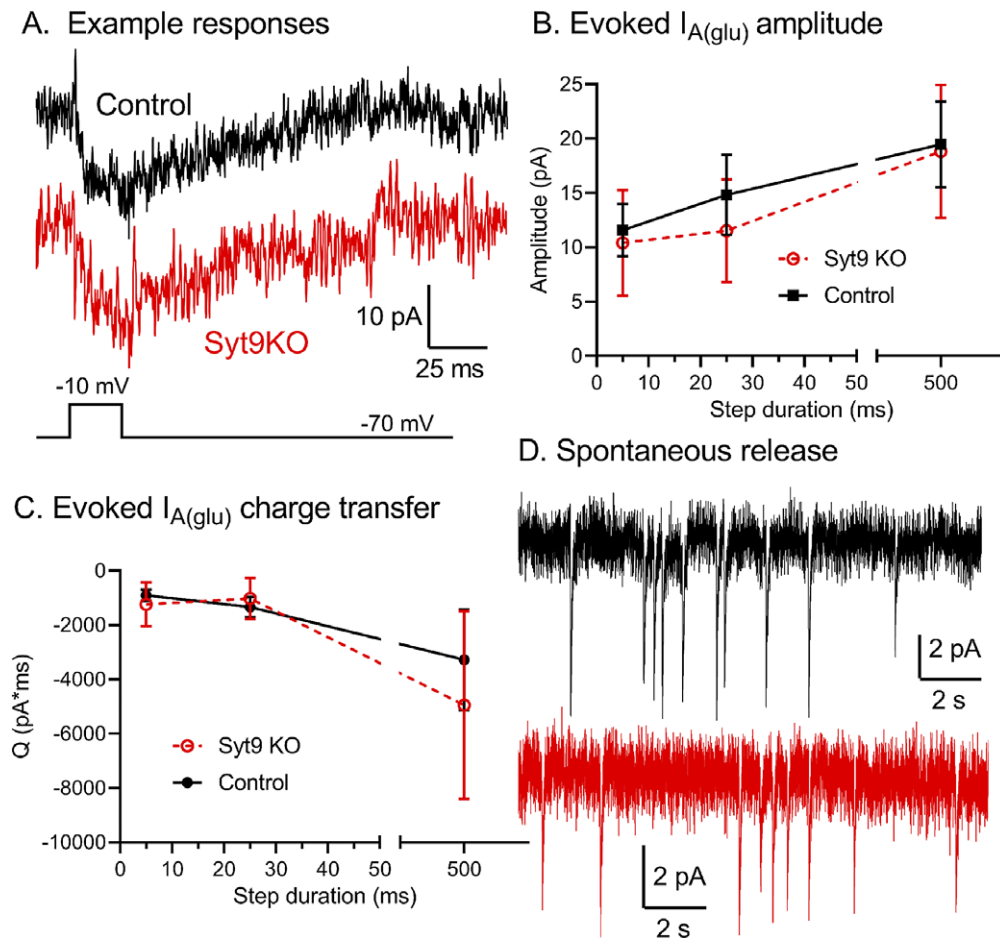 A. Example responses
Control
Syt9KO
10 pA
25 ms
-10 mV
-70 mV
B. Evoked I_A(glu) amplitude
25
20
15
10
5
0
Amplitude (pA)
Syt9 KO
Control
0 10 20 30 40 50 500
Step duration (ms)
C. Evoked I_A(glu) charge transfer
0
-2000
-4000
-6000
-8000
-10000
Q (pA*ms)
Syt9 KO
Control
0 10 20 30 40 50 500
Step duration (ms)
D. Spontaneous release
2 pA
2 s
2 pA
2 s